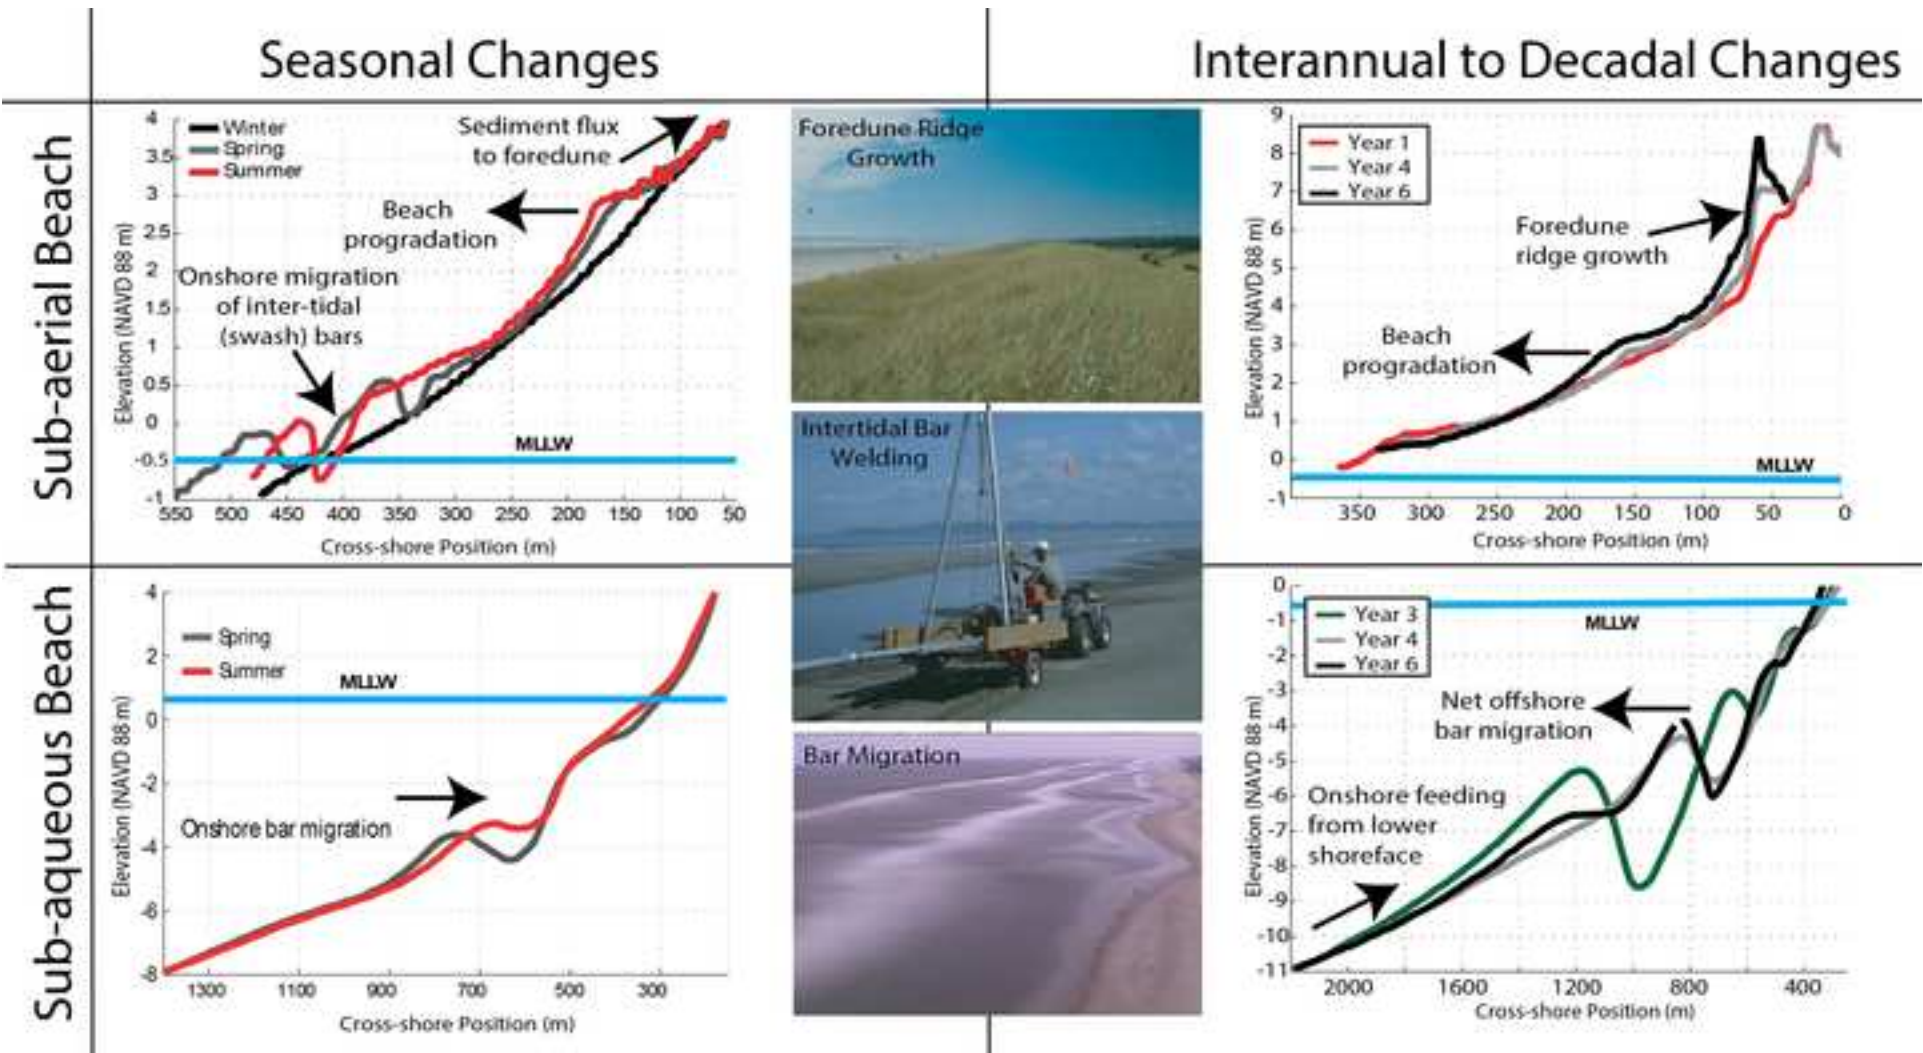 Seasonal Changes
Interannual to Decadal Changes
Sub-aerial Beach
Elevation (NAVD 88 m)
4
3.5
3
2.5
2
1.5
1
0.5
0
-0.5
-1
Winter
Spring
Summer
Sediment flux
to foredune
Beach
progradation
Onshore migration
of inter-tidal
(swash) bars
MLLW
550 500 450 400 350 300 250 200 150 100 50
Cross-shore Position (m)
Foredune Ridge
Growth
Intertidal Bar
Welding
Bar Migration
Elevation (NAVD 88 m)
9
8
7
6
5
4
3
2
1
0
-1
Year 1
Year 4
Year 6
Foredune
ridge growth
Beach
progradation
MLLW
350 300 250 200 150 100 50 0
Cross-shore Position (m)
Sub-aqueous Beach
Elevation (NAVD 88 m)
4
2
0
-2
-4
-6
-8
Spring
Summer
MLLW
Onshore bar migration
1300 1100 900 700 500 300
Cross-shore Position (m)
Elevation (NAVD 88 m)
0
-1
-2
-3
-4
-5
-6
-7
-8
-9
-10
-11
Year 3
Year 4
Year 6
MLLW
Net offshore
bar migration
Onshore feeding
from lower
shoreface
2000 1600 1200 800 400
Cross-shore Position (m)